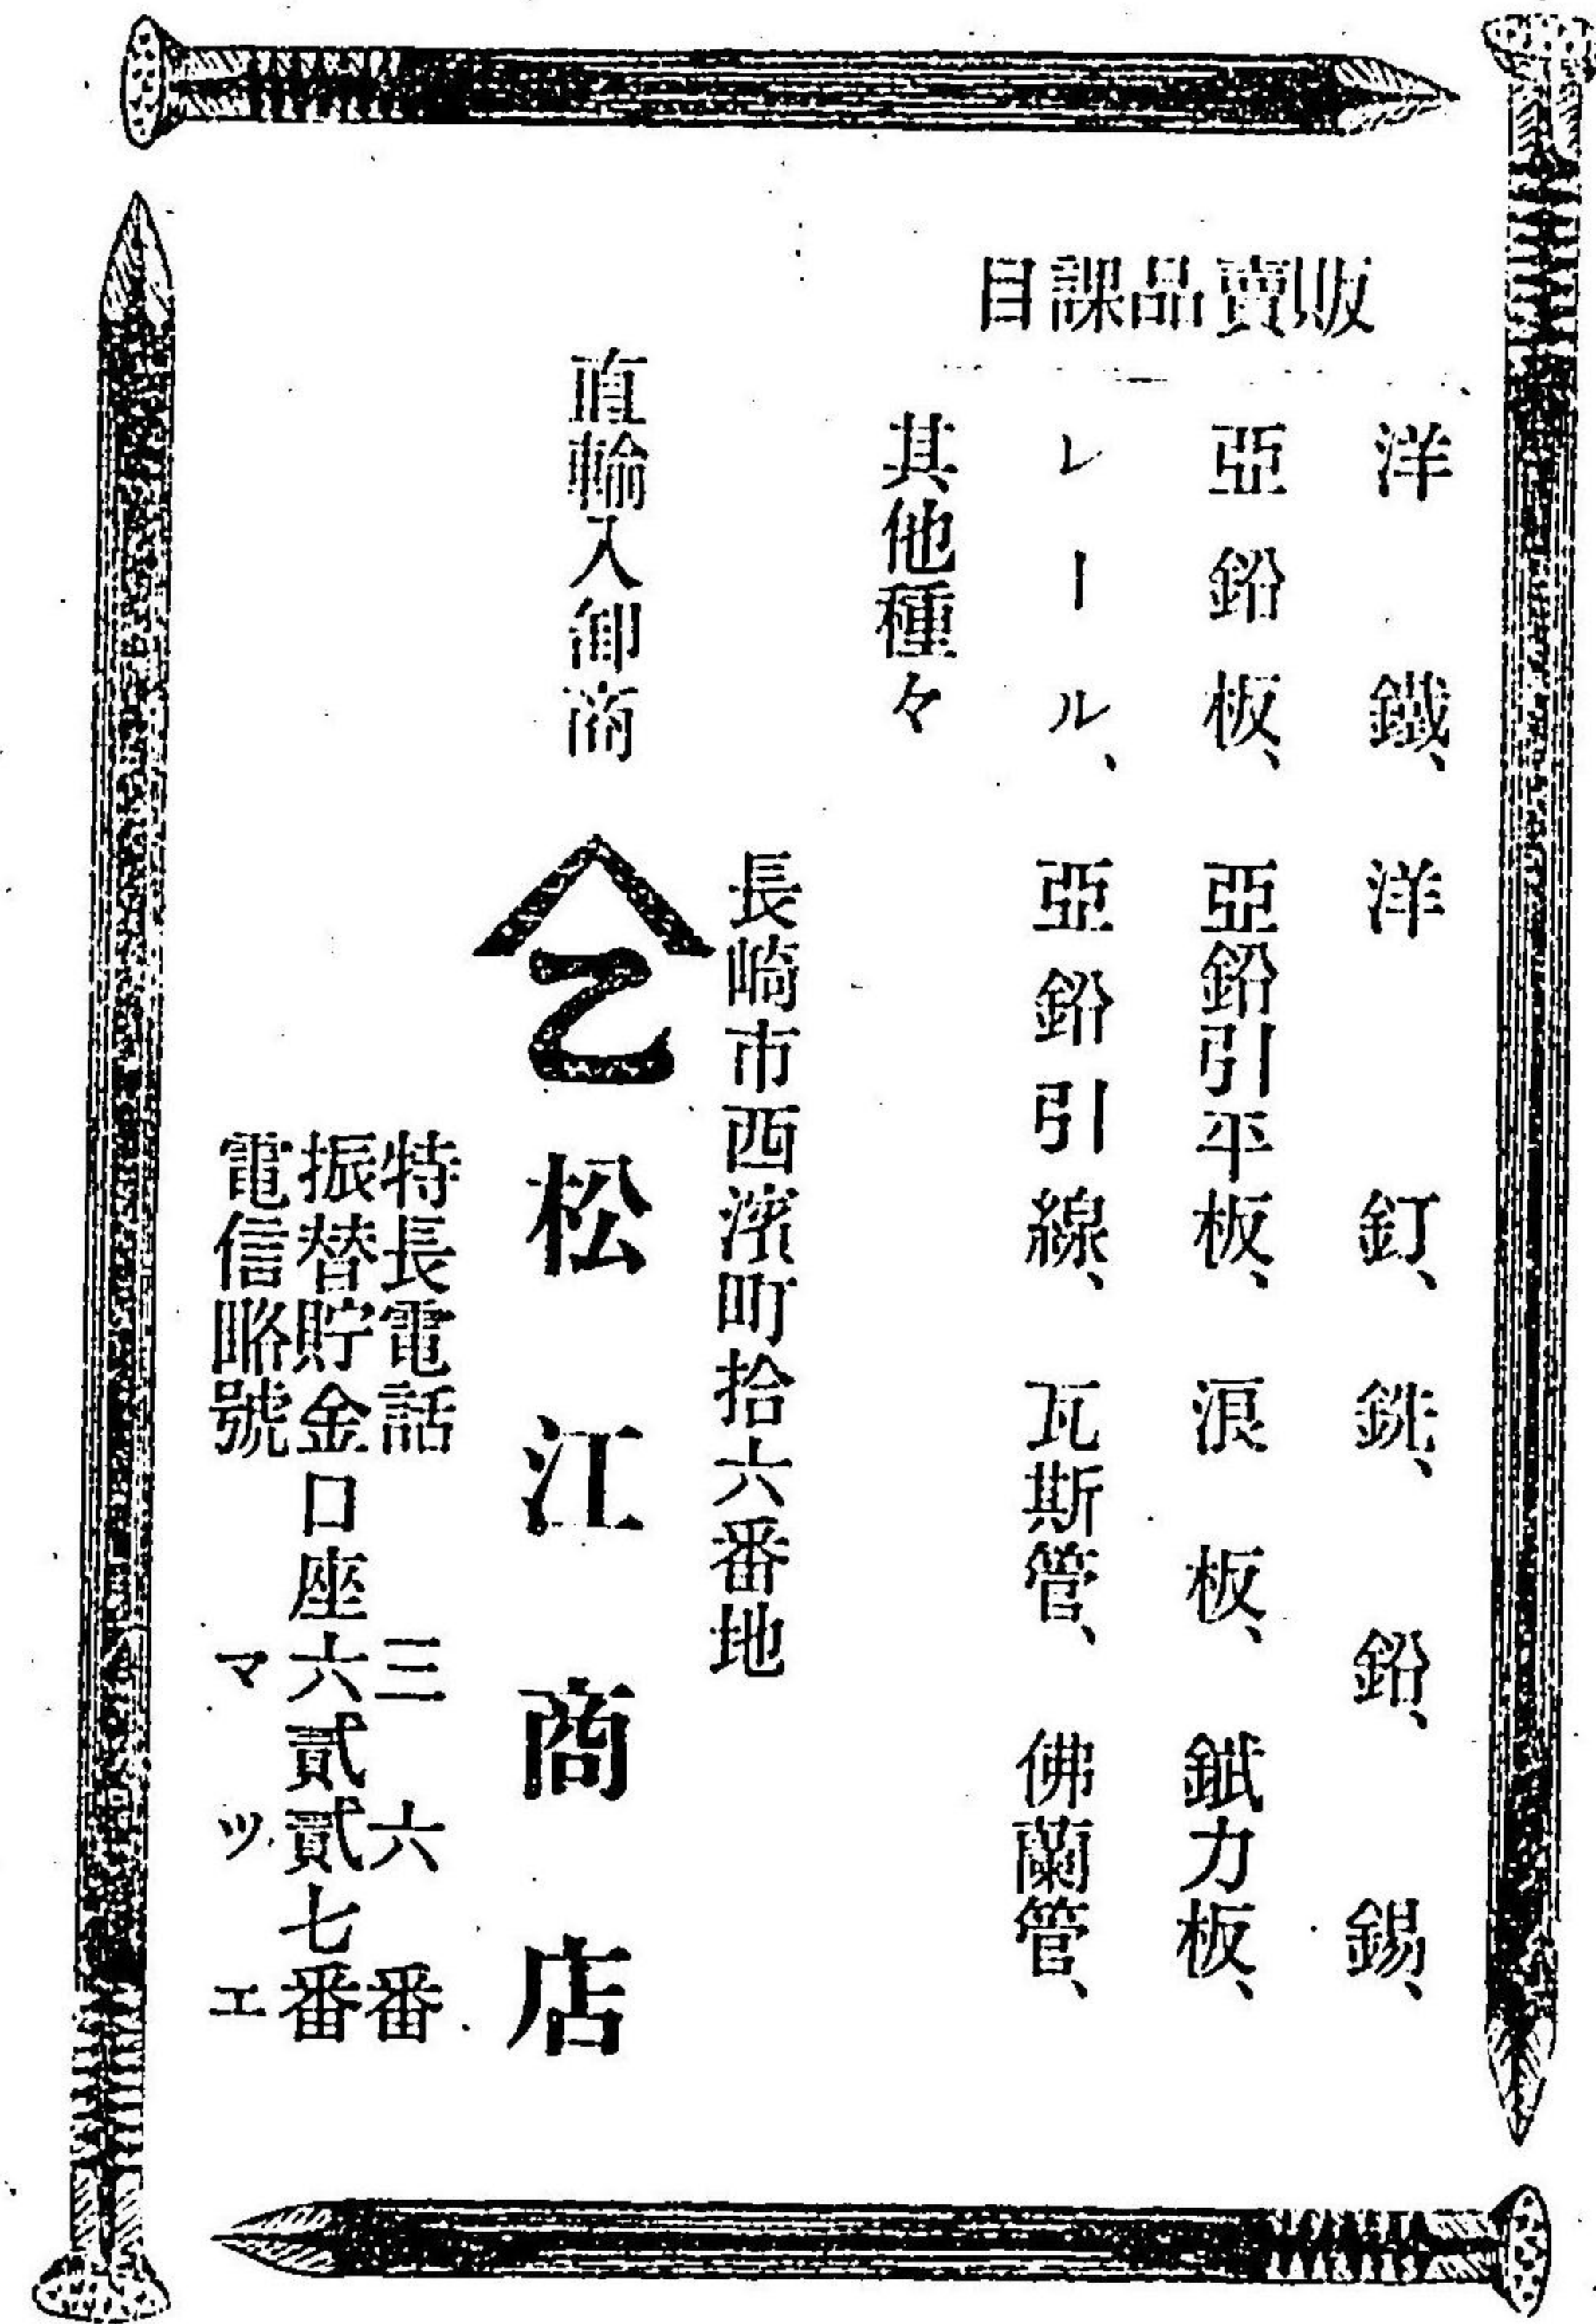 販賣品課目
洋鐵、洋釘、銑、鉛、錫、
亞鉛板、亞鉛引平板、浪板、鉞力板、
レール、亞鉛引線、瓦斯管、佛蘭管、
其他種々
長崎市西濱町拾六番地
直輸入卸商
乙松江商店
特長電話三六番
振替貯金口座六貳貳七番
電信略號マツエ